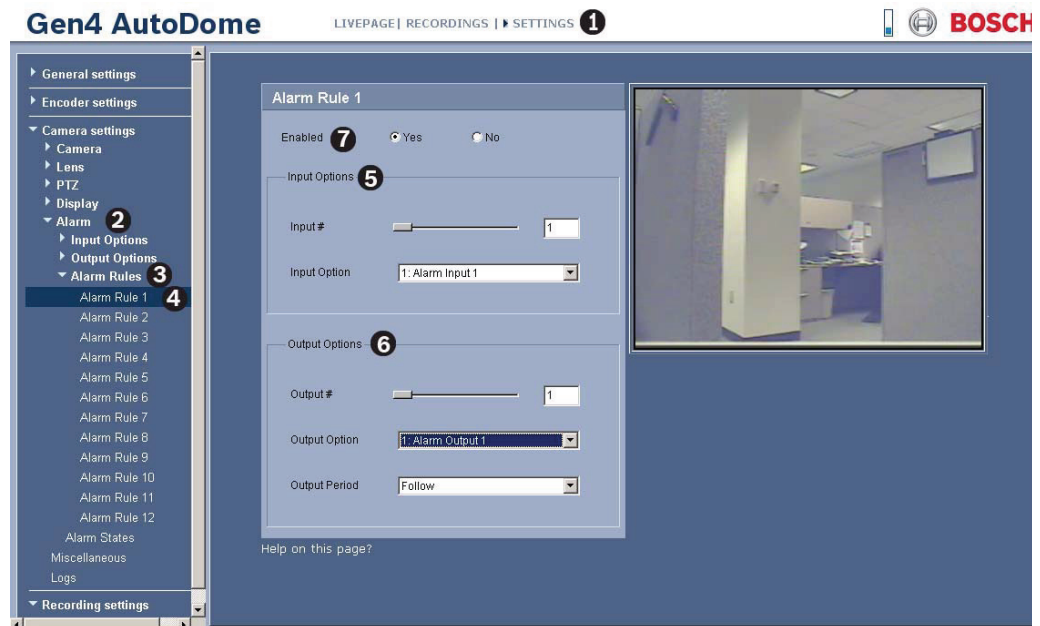 Gen4 AutoDome
LIVEPAGE| RECORDINGS | SETTINGS 1
BOSCH
General settings
Encoder settings
Camera settings
Camera
Lens
PTZ
Display
Alarm 2
Input Options
Output Options
Alarm Rules 3
Alarm Rule 1 4
Alarm Rule 2
Alarm Rule 3
Alarm Rule 4
Alarm Rule 5
Alarm Rule 6
Alarm Rule 7
Alarm Rule 8
Alarm Rule 9
Alarm Rule 10
Alarm Rule 11
Alarm Rule 12
Alarm States
Miscellaneous
Logs
Recording settings
Alarm Rule 1
Enabled 7 Yes No
Input Options 5
Input # 1
Input Option 1: Alarm Input 1
Output Options 6
Output # 1
Output Option 1: Alarm Output 1
Output Period Follow
Help on this page?